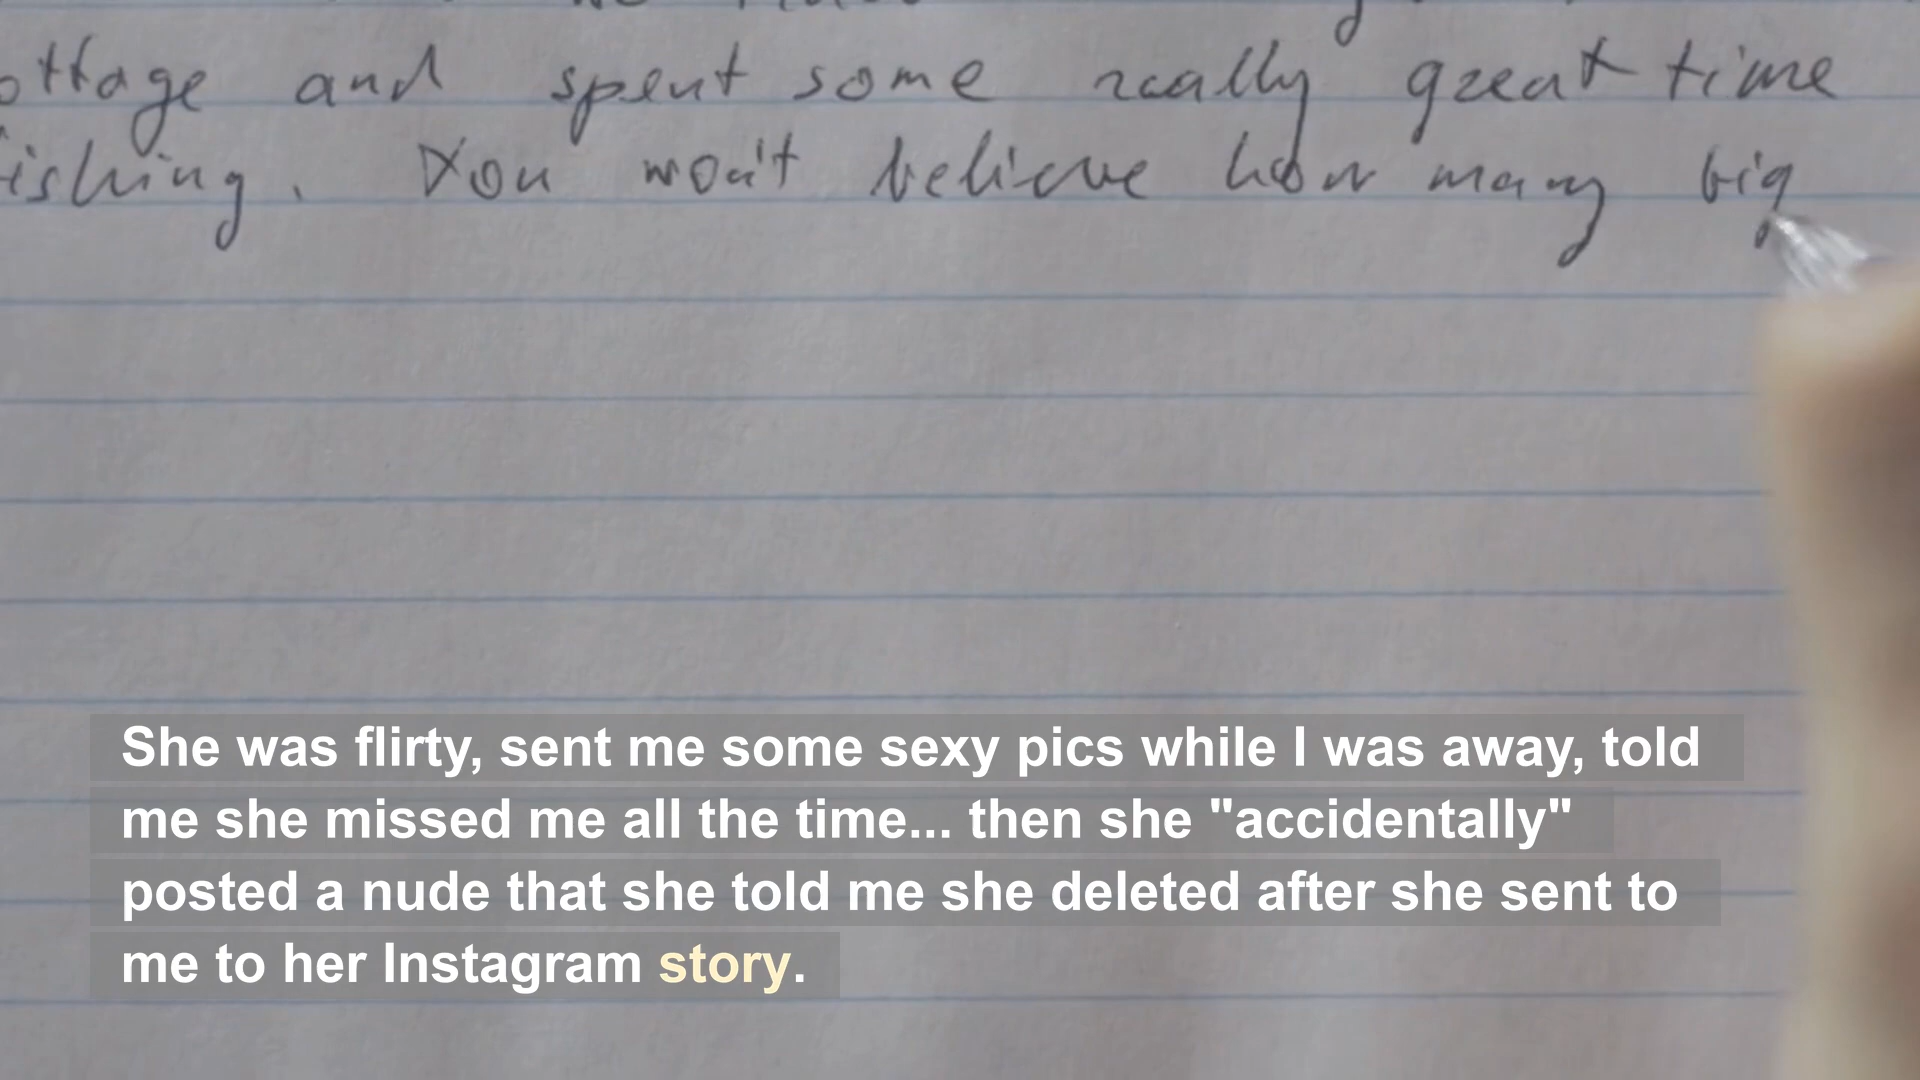 ottage and spent some really great time
ishing. You won't believe how many big
She was flirty, sent me some sexy pics while I was away, told
me she missed me all the time... then she "accidentally"
posted a nude that she told me she deleted after she sent to
me to her Instagram story.